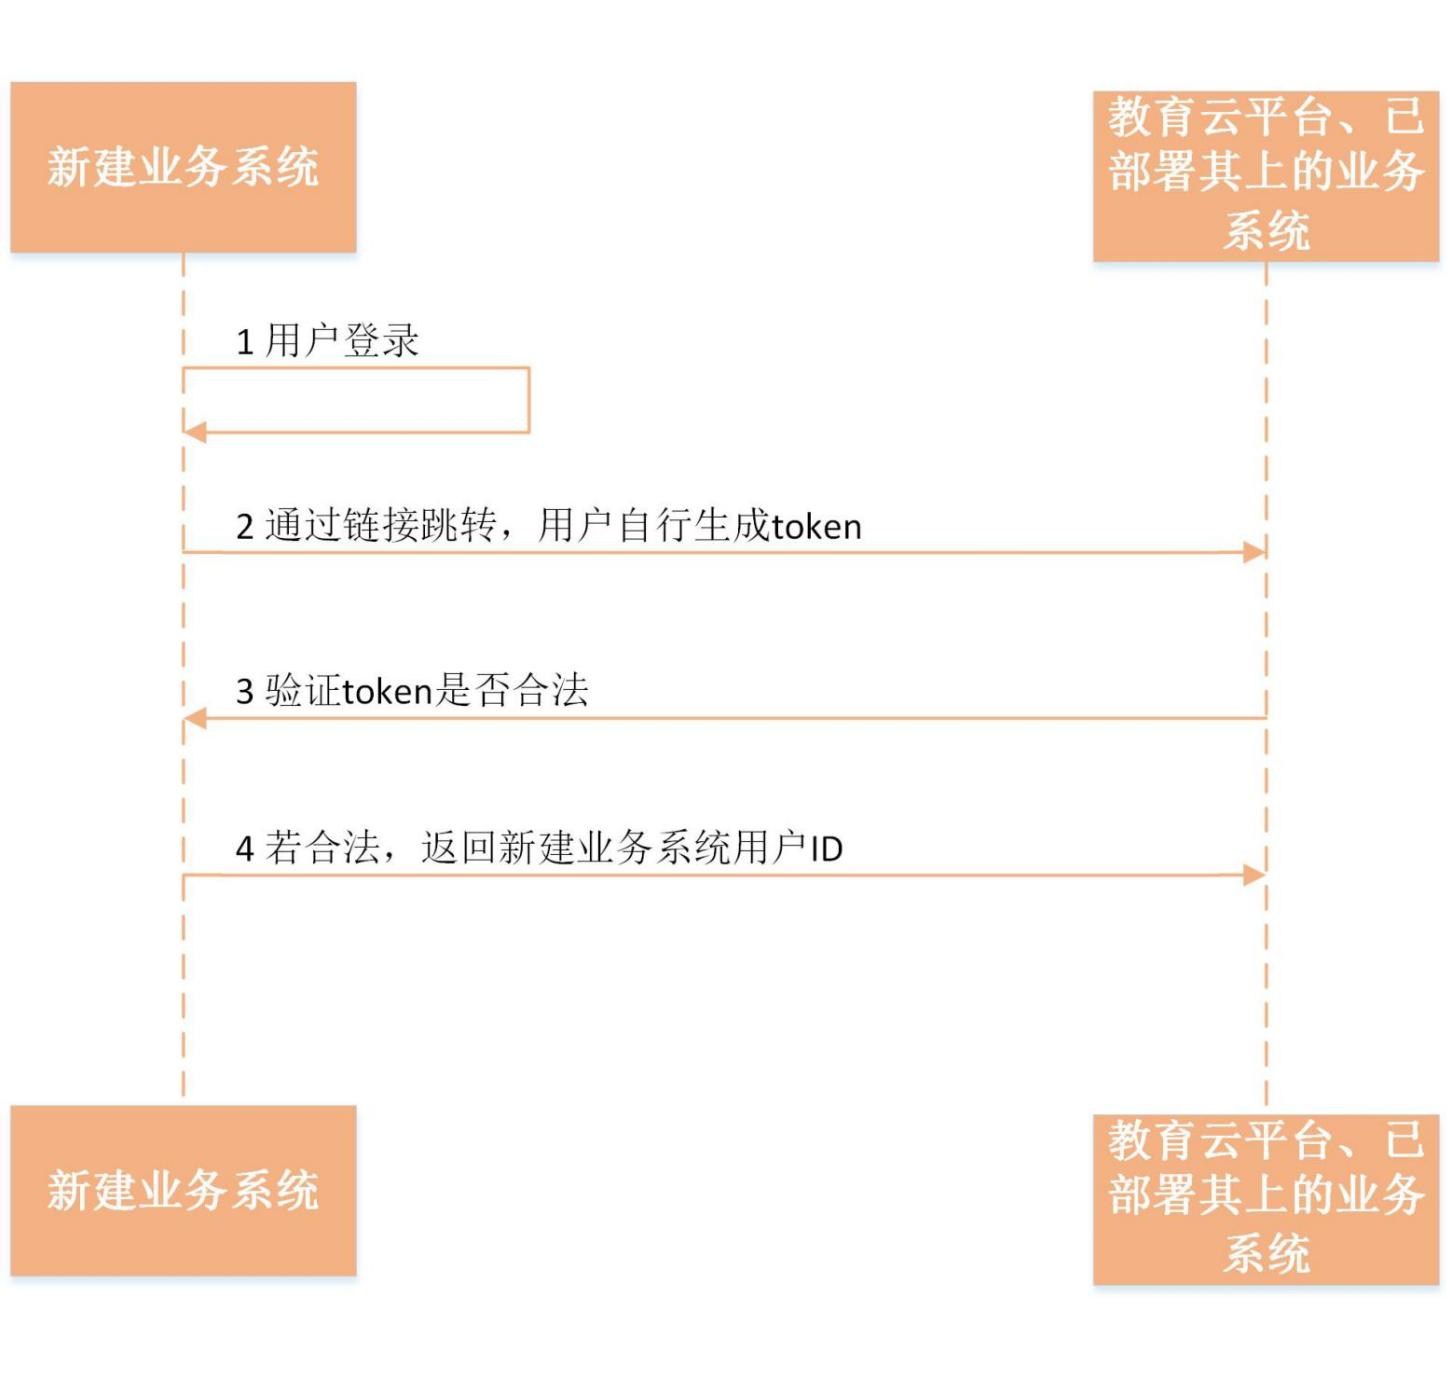 新建业务系统
教育云平台、已
部署其上的业务
系统
1 用户登录
2 通过链接跳转，用户自行生成token
3 验证token是否合法
4 若合法，返回新建业务系统用户ID
新建业务系统
教育云平台、已
部署其上的业务
系统